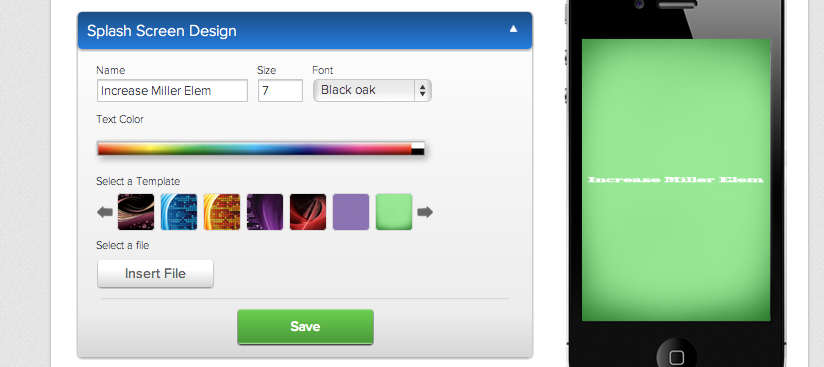 Splash Screen Design
Name Size Font
Increase Miller Elem 7 Black oak
Text Color
Select a Template
Select a file
Insert File
Save
Increase Miller Elem